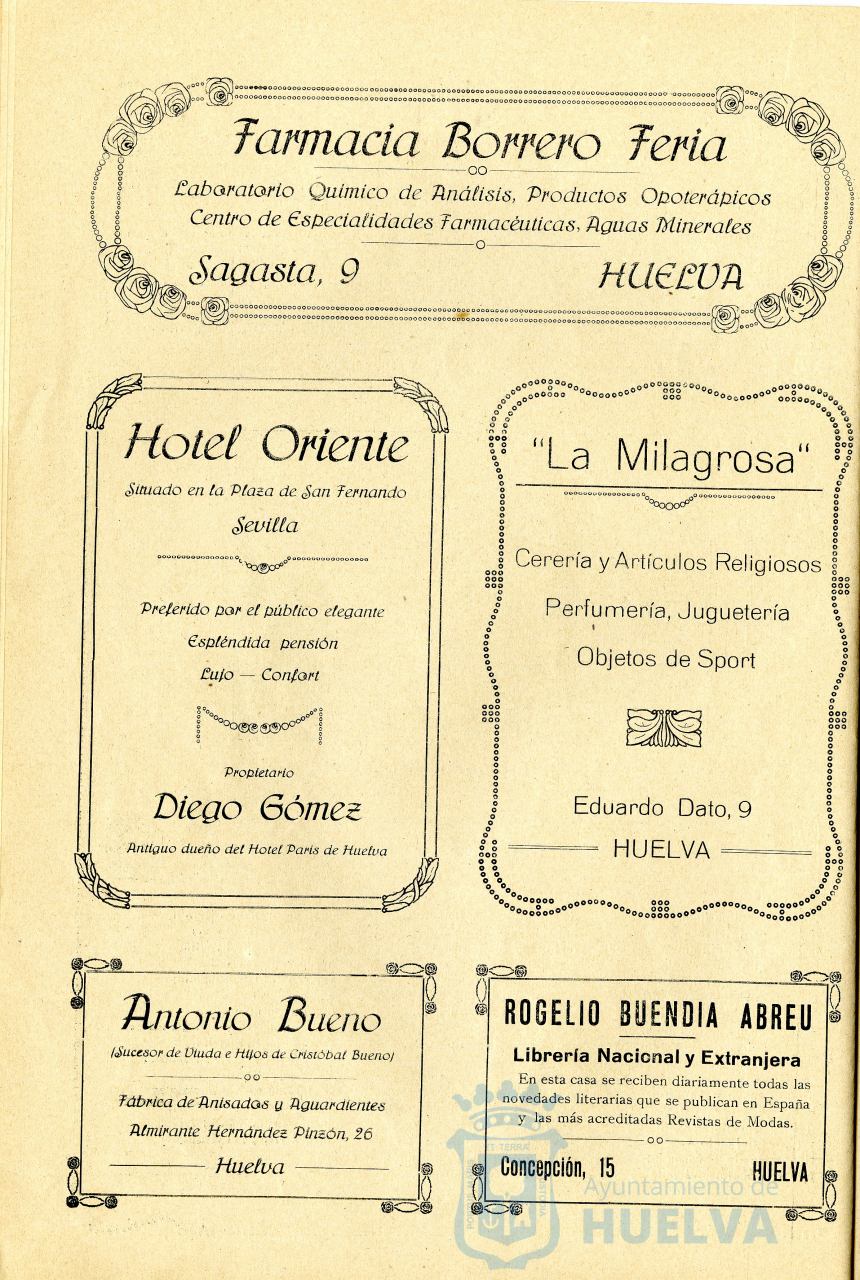 Farmacia Borrero Feria
Laboratorio Químico de Análisis, Productos Opoterápicos
Centro de Especialidades Farmacéuticas, Aguas Minerales
Sagasta, 9 HUELVA
Hotel Oriente
Situado en la Plaza de San Fernando
Sevilla
Preferido por el público elegante
Espléndida pensión
Lujo — Confort
Propietario
Diego Gómez
Antiguo dueño del Hotel París de Huelva
"La Milagrosa"
Cerería y Artículos Religiosos
Perfumería, Juguetería
Objetos de Sport
Eduardo Dato, 9
HUELVA
Antonio Bueno
(Sucesor de Viuda e Hijos de Cristóbal Bueno)
Fábrica de Anisados y Aguardientes
Almirante Hernández Pinzón, 26
Huelva
ROGELIO BUENDIA ABREU
Librería Nacional y Extranjera
En esta casa se reciben diariamente todas las
novedades literarias que se publican en España
y las más acreditadas Revistas de Modas.
Concepción, 15 HUELVA
Ayuntamiento de
HUELVA